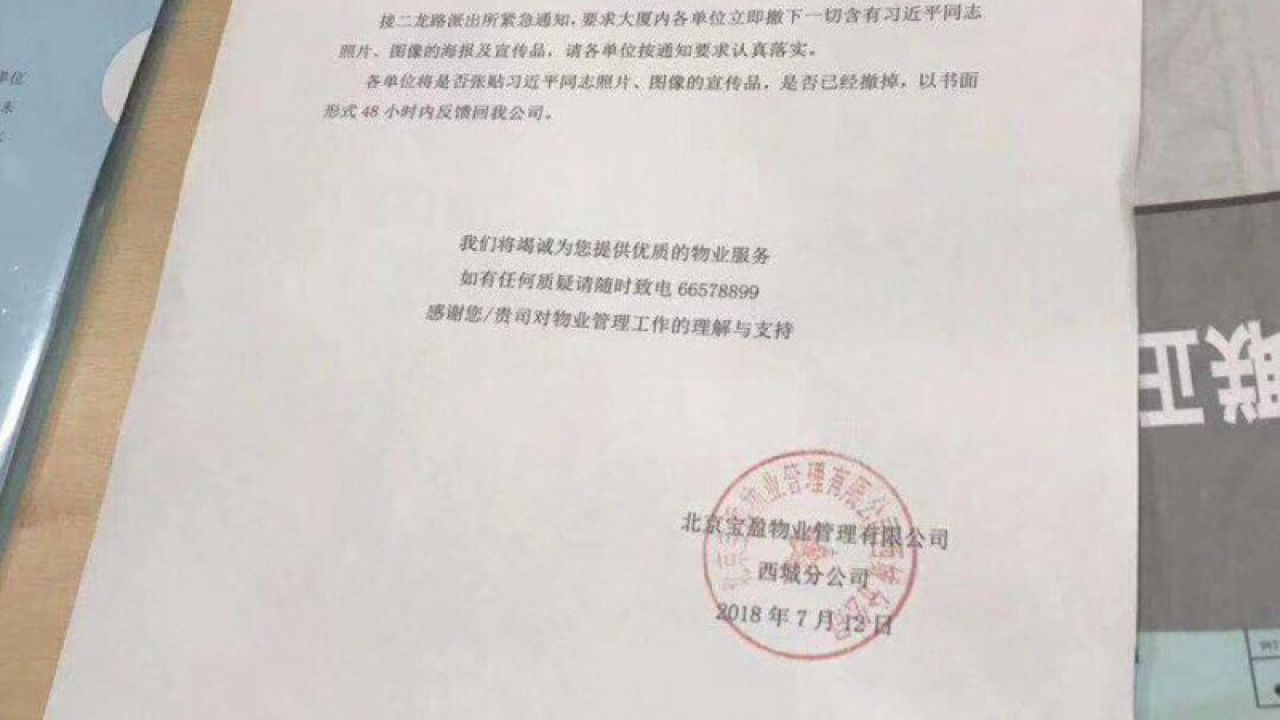 接二龙路派出所紧急通知，要求大厦内各单位立即撤下一切含有习近平同志
照片、图像的海报及宣传品，请各单位按通知要求认真落实。
各单位将是否张贴习近平同志照片、图像的宣传品，是否已经撤掉，以书面
形式 48 小时内反馈回我公司。
我们将竭诚为您提供优质的物业服务
如有任何质疑请随时致电 66578899
感谢您/贵司对物业管理工作的理解与支持
物业管理有限公司
北京宝盈物业管理有限公司
西城分公司
2018 年 7 月 12 日
单位
联正